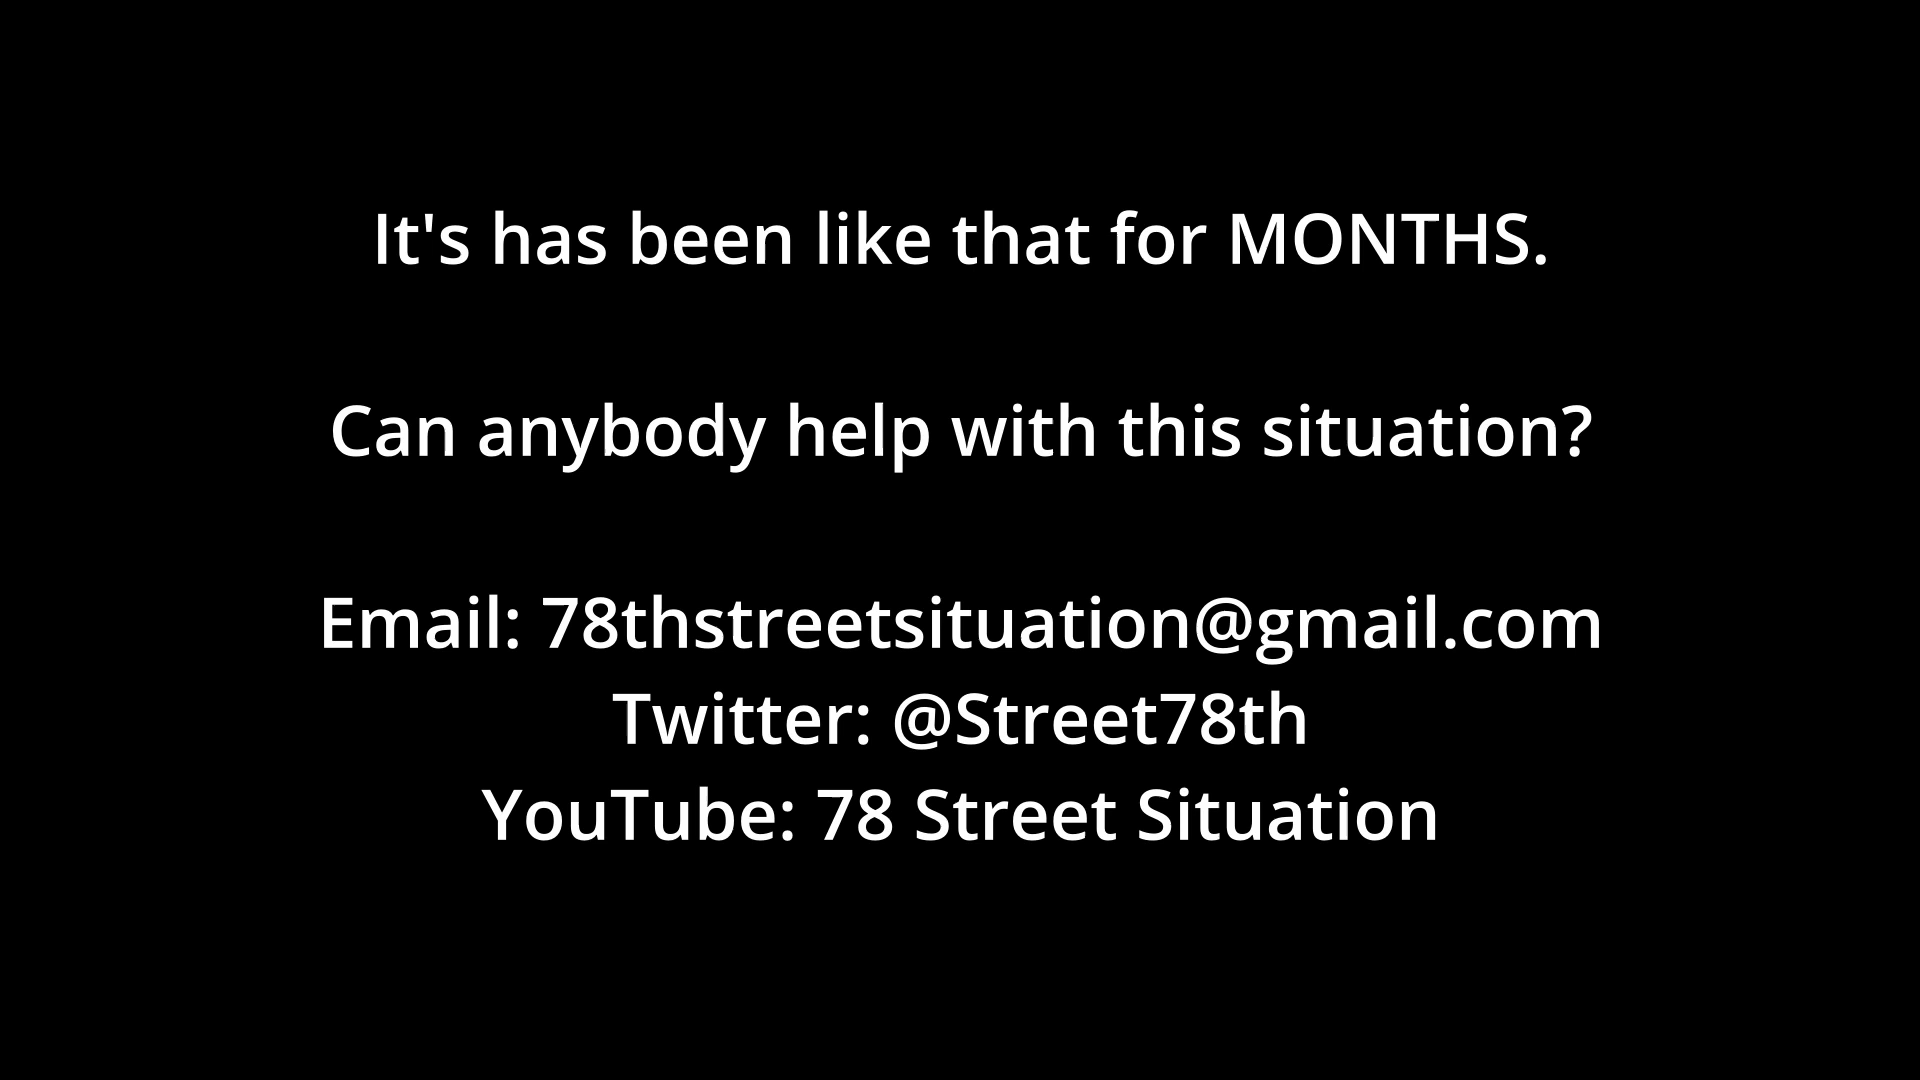 It's has been like that for MONTHS.
Can anybody help with this situation?
Email: 78thstreetsituation@gmail.com
Twitter: @Street78th
YouTube: 78 Street Situation